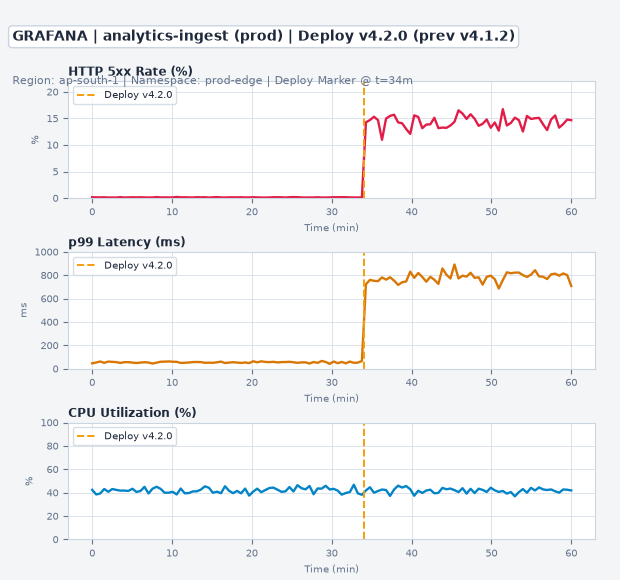 GRAFANA | analytics-ingest (prod) | Deploy v4.2.0 (prev v4.1.2)
HTTP 5xx Rate (%)
Region: ap-south-1 | Namespace: prod-edge | Deploy Marker @ t=34m
Deploy v4.2.0
20
15
10
5
0
%
0 10 20 30 40 50 60
Time (min)
p99 Latency (ms)
Deploy v4.2.0
1000
800
600
400
200
0
ms
0 10 20 30 40 50 60
Time (min)
CPU Utilization (%)
Deploy v4.2.0
100
80
60
40
20
0
%
0 10 20 30 40 50 60
Time (min)